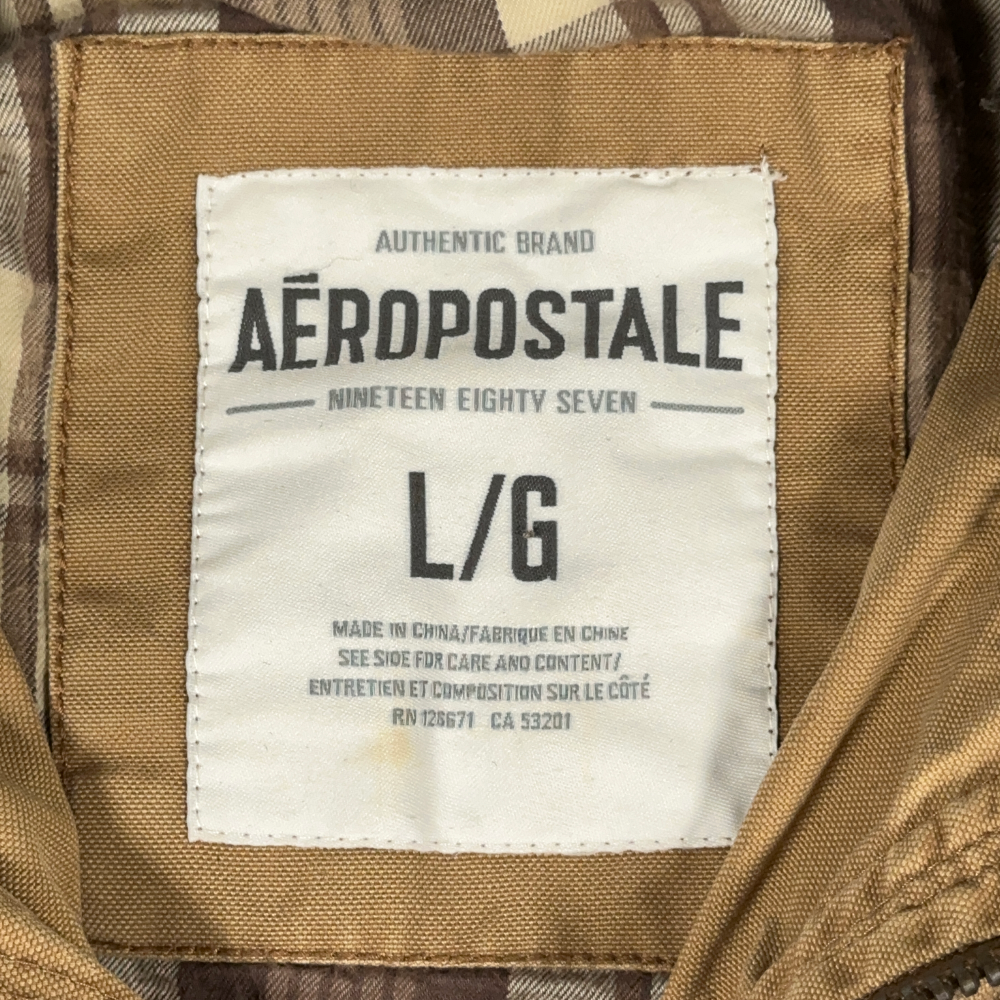 AUTHENTIC BRAND
AÉROPOSTALE
NINETEEN EIGHTY SEVEN
L/G
MADE IN CHINA/FABRIQUE EN CHINE
SEE SIDE FOR CARE AND CONTENT/
ENTRETIEN ET COMPOSITION SUR LE CÔTÉ
RN 126671 CA 53201